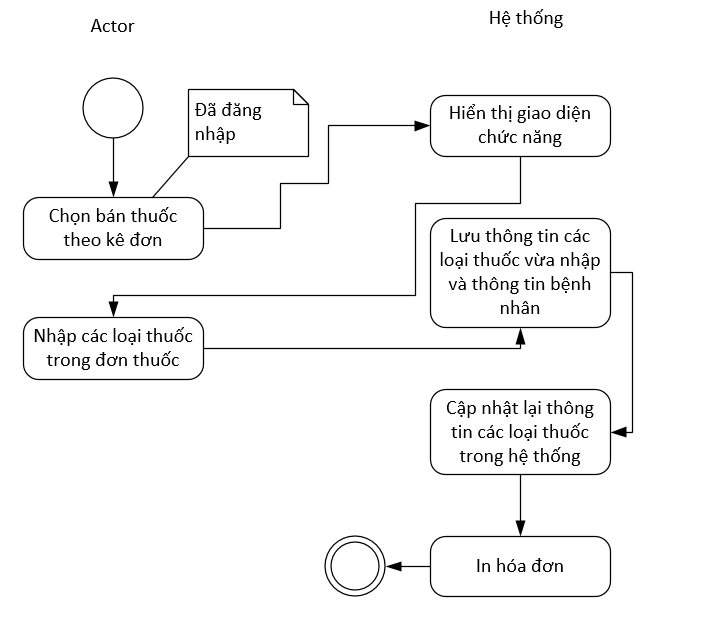 Actor
Hệ thống
Đã đăng
nhập
Hiển thị giao diện
chức năng
Chọn bán thuốc
theo kê đơn
Lưu thông tin các
loại thuốc vừa nhập
và thông tin bệnh
nhân
Nhập các loại thuốc
trong đơn thuốc
Cập nhật lại thông
tin các loại thuốc
trong hệ thống
In hóa đơn